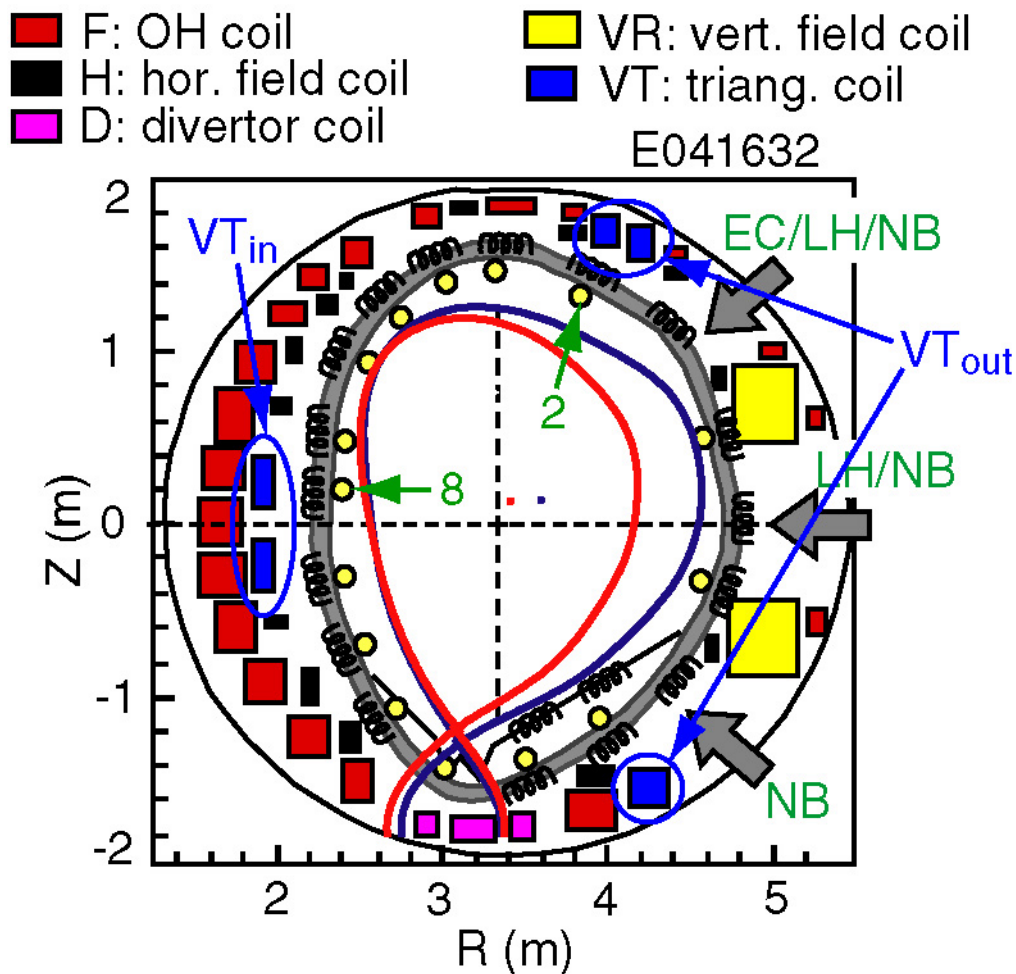 F: OH coil
VR: vert. field coil
H: hor. field coil
VT: triang. coil
D: divertor coil
E041632
2
VTin
EC/LH/NB
1
VTout
2
8
LH/NB
0
Z (m)
-1
NB
-2
2 3 4 5
R (m)